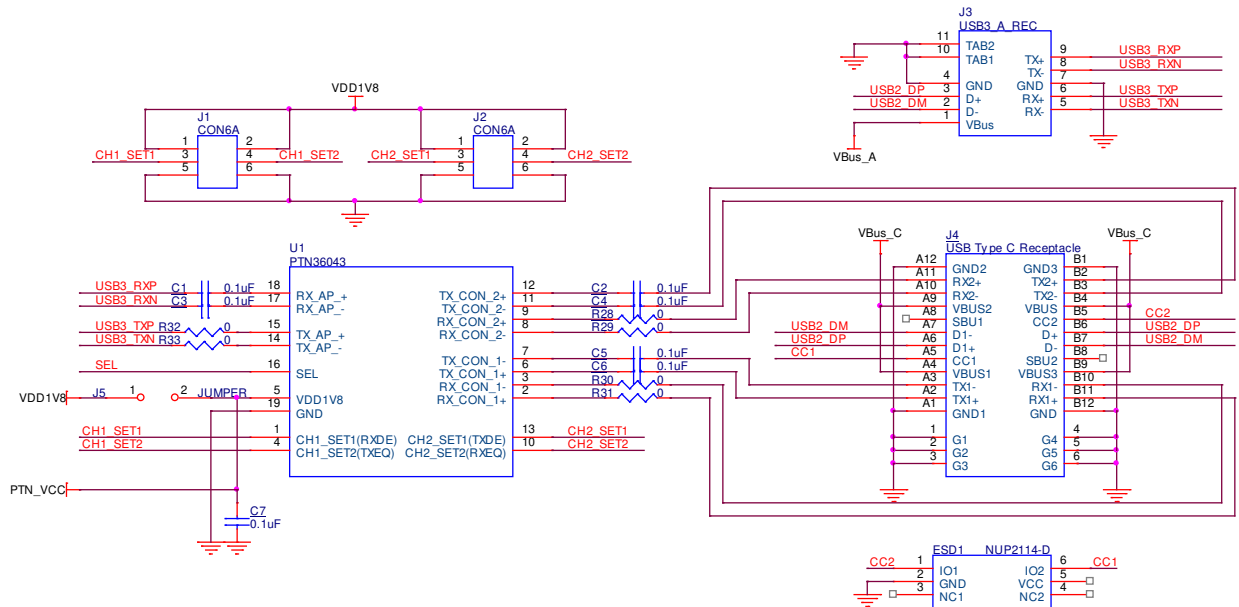 J3
USB3_A_REC
11 TAB2
10 TAB1
9 TX+ USB3_RXP
8 TX- USB3_RXN
4 GND
7 GND
USB2_DP 3 D+
6 RX+ USB3_TXP
USB2_DM 2 D-
5 RX- USB3_TXN
1 VBus
VBus_A
VDD1V8
J1
CON6A
1 2
CH1_SET1 3 4 CH1_SET2
5 6
J2
CON6A
1 2
CH2_SET1 3 4 CH2_SET2
5 6
U1
PTN36043
USB3_RXP C1 0.1uF 18 RX_AP_+
USB3_RXN C3 0.1uF 17 RX_AP_-
USB3_TXP R32 0 15 TX_AP_+
USB3_TXN R33 0 14 TX_AP_-
SEL 16 SEL
VDD1V8 J5 1 2 JUMPER 5 VDD1V8
19 GND
CH1_SET1 1 CH1_SET1(RXDE)
CH1_SET2 4 CH1_SET2(TXEQ)
TX_CON_2+ 12 C2 0.1uF
TX_CON_2- 11 C4 0.1uF
RX_CON_2+ 9 R28 0
RX_CON_2- 8 R29 0
TX_CON_1- 7 C5 0.1uF
TX_CON_1+ 6 C6 0.1uF
RX_CON_1- 3 R30 0
RX_CON_1+ 2 R31 0
CH2_SET1(TXDE) 13 CH2_SET1
CH2_SET2(RXEQ) 10 CH2_SET2
PTN_VCC
C7
0.1uF
VBus_C
J4
USB Type C Receptacle
VBus_C
A12 GND2 GND3 B1
A11 RX2+ TX2+ B2
A10 RX2- TX2- B3
A9 VBUS2 VBUS B4
A8 SBU1 CC2 B5 CC2
USB2_DM A7 D1- D+ B6 USB2_DP
USB2_DP A6 D1+ D- B7 USB2_DM
CC1 A5 CC1 SBU2 B8
A4 VBUS1 VBUS3 B9
A3 TX1- RX1- B10
A2 TX1+ RX1+ B11
A1 GND1 GND B12
1 G1 G4 4
2 G2 G5 5
3 G3 G6 6
ESD1 NUP2114-D
CC2 1 IO1 IO2 6 CC1
2 GND VCC 5
3 NC1 NC2 4